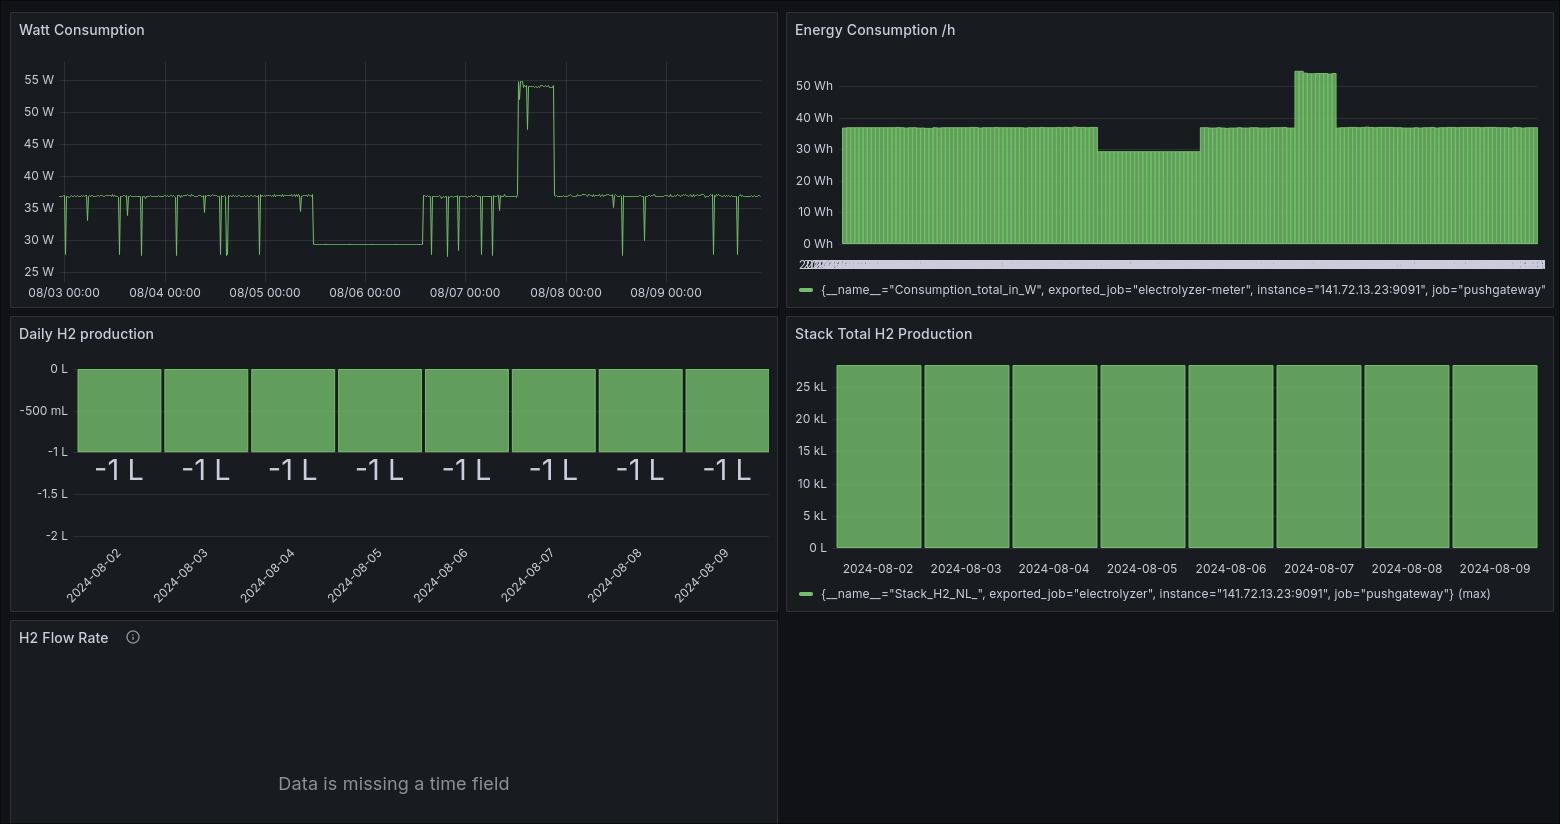 Watt Consumption
55 W
50 W
45 W
40 W
35 W
30 W
25 W
08/03 00:00 08/04 00:00 08/05 00:00 08/06 00:00 08/07 00:00 08/08 00:00 08/09 00:00
Energy Consumption /h
50 Wh
40 Wh
30 Wh
20 Wh
10 Wh
0 Wh
{__name__="Consumption_total_in_W", exported_job="electrolyzer-meter", instance="141.72.13.23:9091", job="pushgateway"
Daily H2 production
0 L
-500 mL
-1 L
-1 L -1 L -1 L -1 L -1 L -1 L -1 L -1 L
-1.5 L
-2 L
2024-08-02 2024-08-03 2024-08-04 2024-08-05 2024-08-06 2024-08-07 2024-08-08 2024-08-09
Stack Total H2 Production
25 kL
20 kL
15 kL
10 kL
5 kL
0 L
2024-08-02 2024-08-03 2024-08-04 2024-08-05 2024-08-06 2024-08-07 2024-08-08 2024-08-09
{__name__="Stack_H2_NL_", exported_job="electrolyzer", instance="141.72.13.23:9091", job="pushgateway"} (max)
H2 Flow Rate
Data is missing a time field